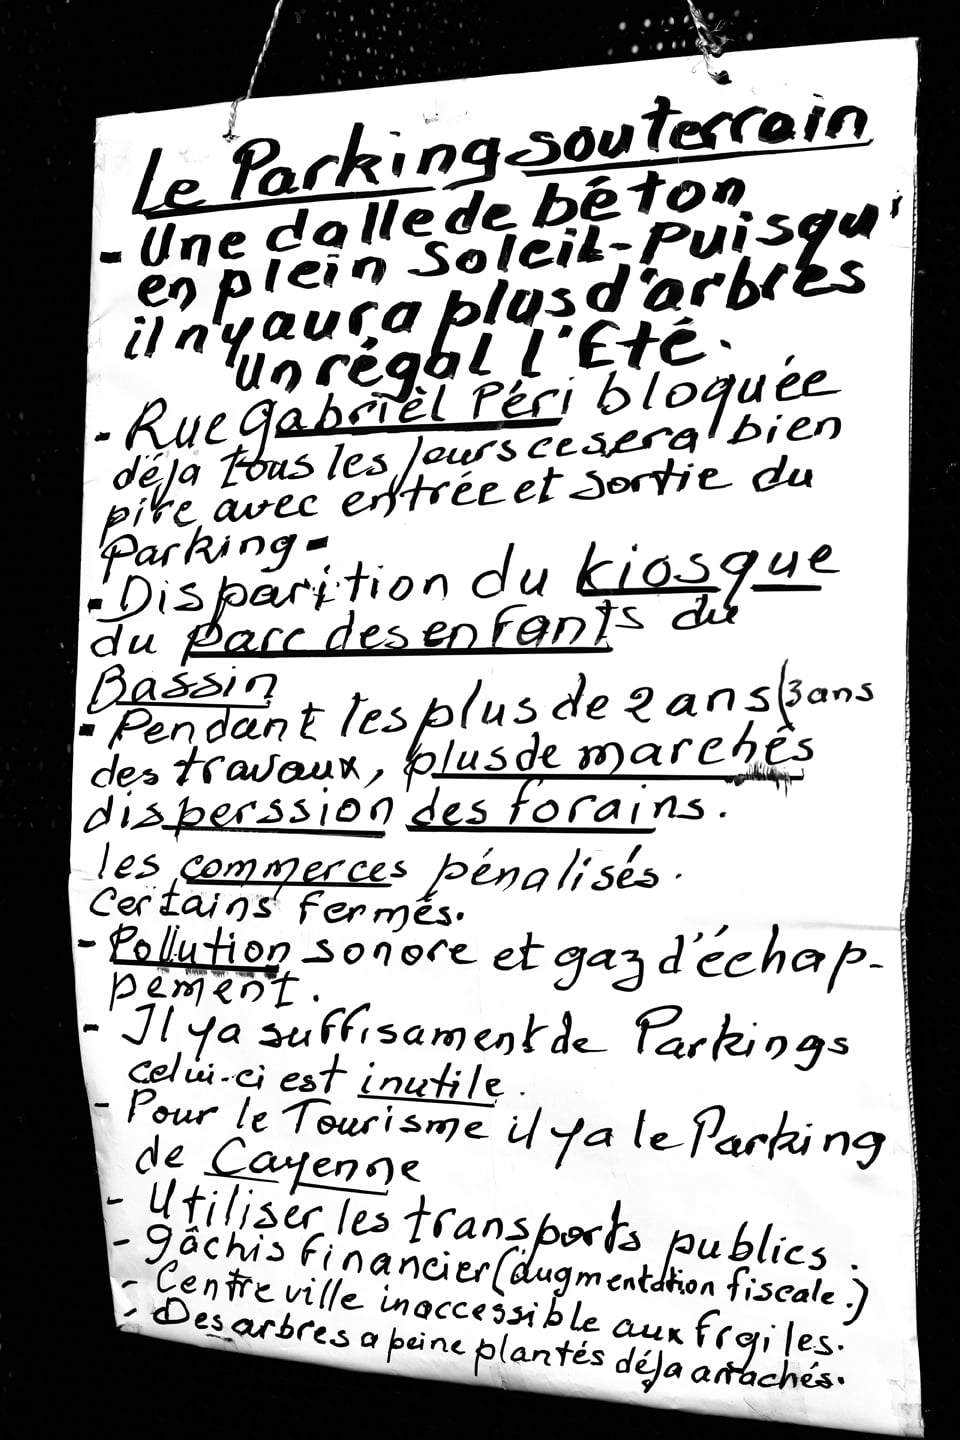 Le Parking souterrain
- Une dalle de béton
en plein Soleil - Puisqu'
il n'y aura plus d'arbres
Un régal l'Eté.
- Rue gabrièl Péri bloquée
déja tous les jours ce sera bien
pire avec entrée et sortie du
Parking -
- Disparition du kiosque
du parc des enfants du
Bassin
- Pendant les plus de 2 ans (3 ans
des travaux, plus de marchés
disperssion des forains.
les commerces pénalisés.
Certains fermés.
- Pollution sonore et gaz d'échap-
pement.
- Il y a suffisament de Parkings
celui-ci est inutile.
- Pour le Tourisme il y a le Parking
de Cayenne
- Utiliser les transports publics.
- gâchis financier (augmentation fiscale.)
- Centre ville inaccessible aux fragiles.
- Des arbres a peine plantés déja arrachés.